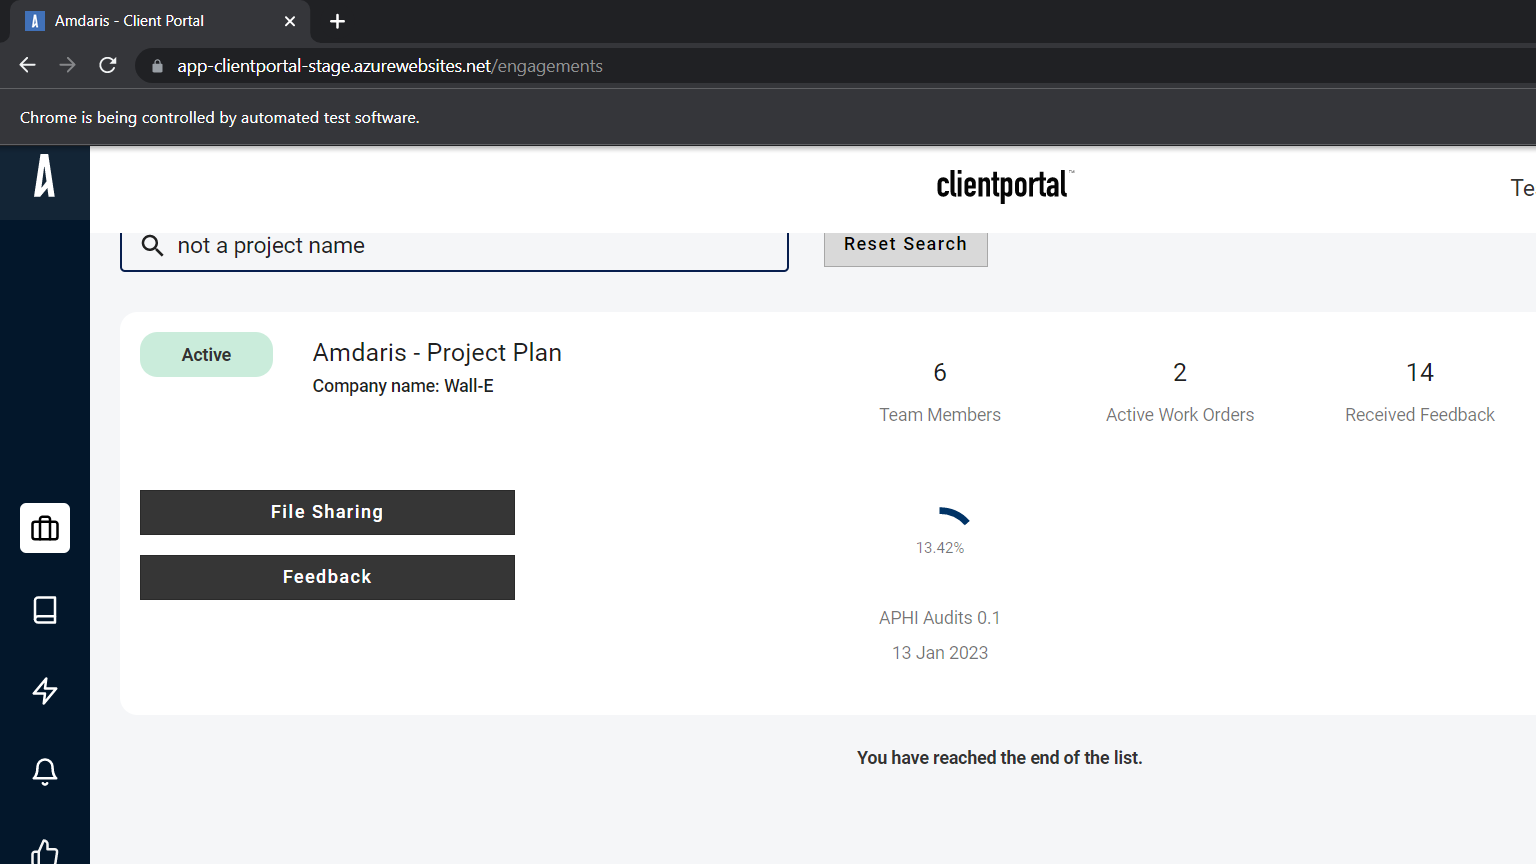 Amdaris - Client Portal
app-clientportal-stage.azurewebsites.net/engagements
Chrome is being controlled by automated test software.
clientportal™
Te
not a project name
Reset Search
Active
Amdaris - Project Plan
Company name: Wall-E
6
2
14
Team Members
Active Work Orders
Received Feedback
File Sharing
Feedback
13.42%
APHI Audits 0.1
13 Jan 2023
You have reached the end of the list.